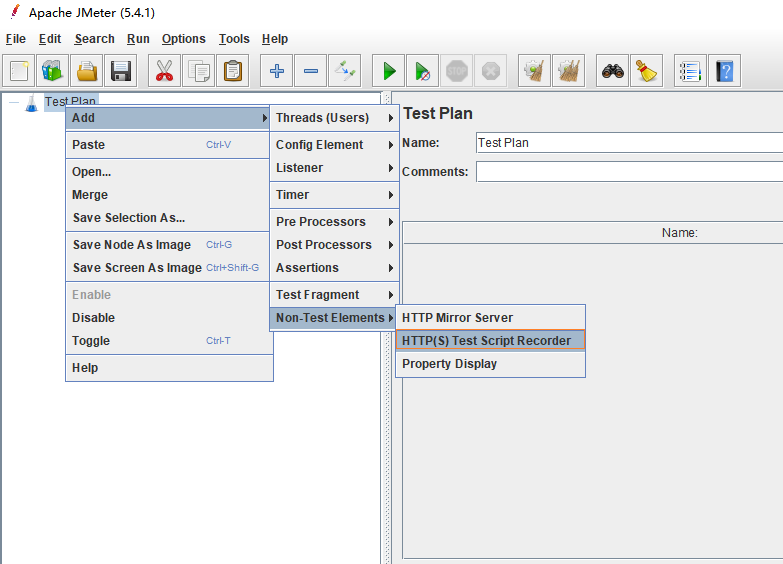 Apache JMeter (5.4.1)
File Edit Search Run Options Tools Help
STOP
Test Plan
Add
Paste Ctrl-V
Open...
Merge
Save Selection As...
Save Node As Image Ctrl-G
Save Screen As Image Ctrl+Shift-G
Enable
Disable
Toggle Ctrl-T
Help
Threads (Users)
Config Element
Listener
Timer
Pre Processors
Post Processors
Assertions
Test Fragment
Non-Test Elements
HTTP Mirror Server
HTTP(S) Test Script Recorder
Property Display
Test Plan
Name: Test Plan
Comments:
Name: